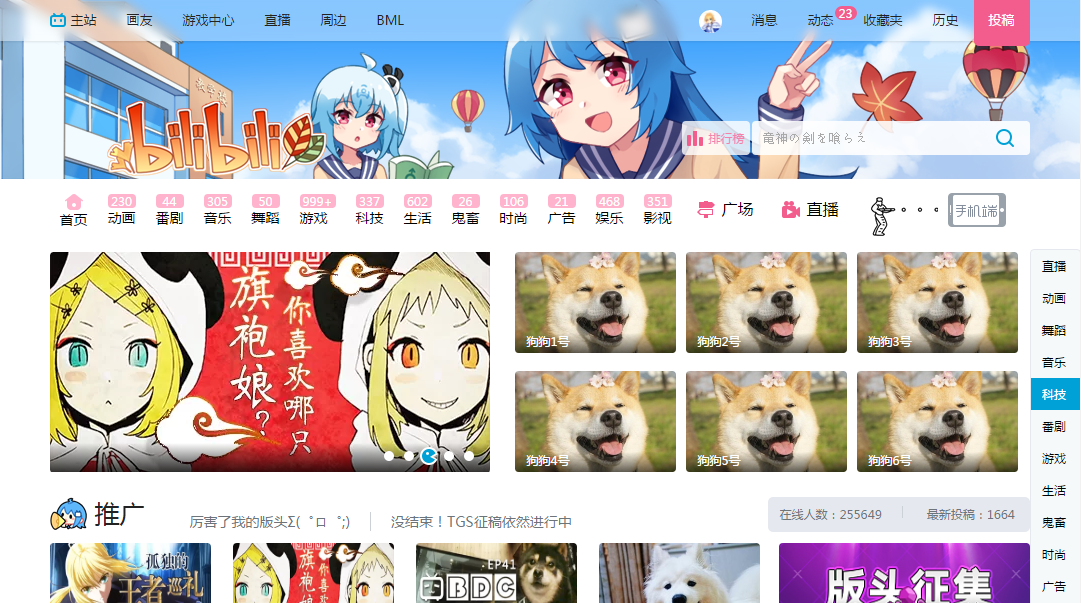 主站 画友 游戏中心 直播 周边 BML 消息 动态 23 收藏夹 历史 投稿
bilibili
排行榜 竜神の剣を喰らえ
首页 230 动画 44 番剧 305 音乐 50 舞蹈 999+ 游戏 337 科技 602 生活 26 鬼畜 106 时尚 21 广告 468 娱乐 351 影视 广场 直播 手机端
旗袍娘?
你喜欢哪只
狗狗1号 狗狗2号 狗狗3号
狗狗4号 狗狗5号 狗狗6号
直播
动画
舞蹈
音乐
科技
番剧
游戏
生活
鬼畜
时尚
广告
推广 厉害了我的版头Σ(゜ロ゜;) 没结束！TGS征稿依然进行中 在线人数：255649 最新投稿：1664
孤独的
王者巡礼
EP41
BDC
版头征集